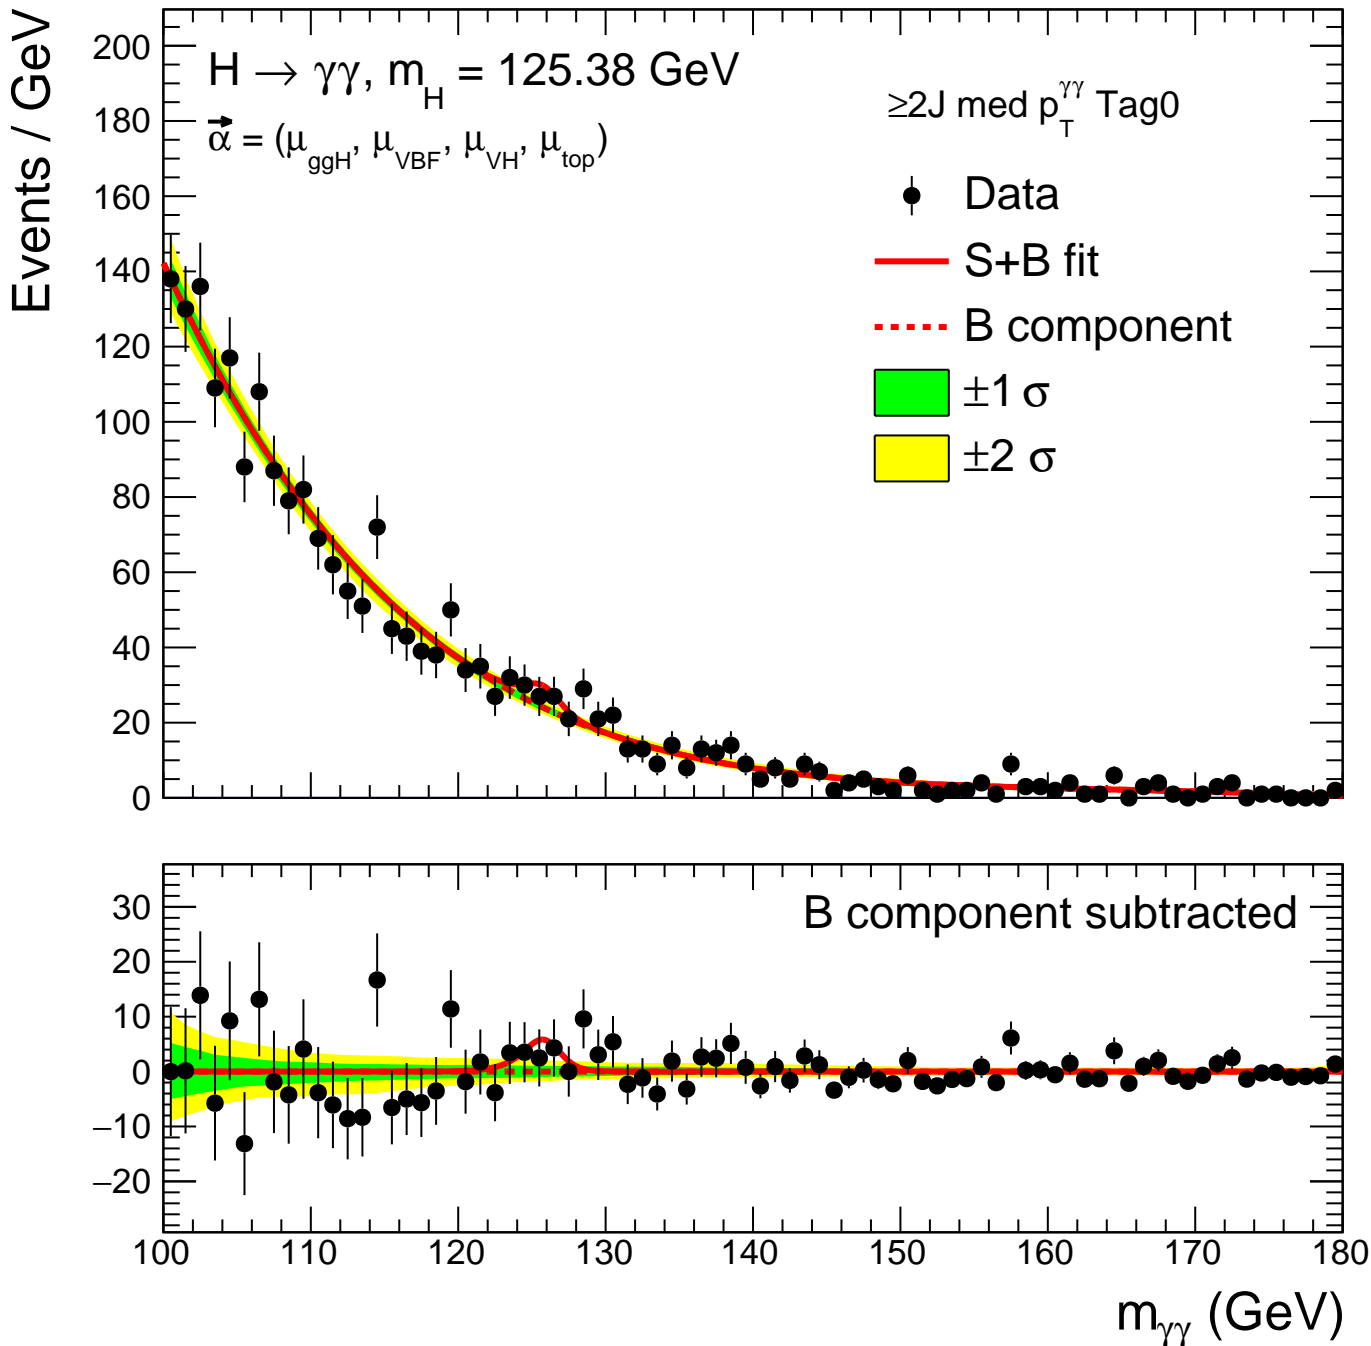 Events / GeV
H → γγ, m_H = 125.38 GeV
α⃗ = (μ_ggH, μ_VBF, μ_VH, μ_top)
≥2J med p_T^γγ Tag0
Data
S+B fit
B component
±1 σ
±2 σ
200
180
160
140
120
100
80
60
40
20
0
B component subtracted
30
20
10
0
−10
−20
100 110 120 130 140 150 160 170 180
m_γγ (GeV)